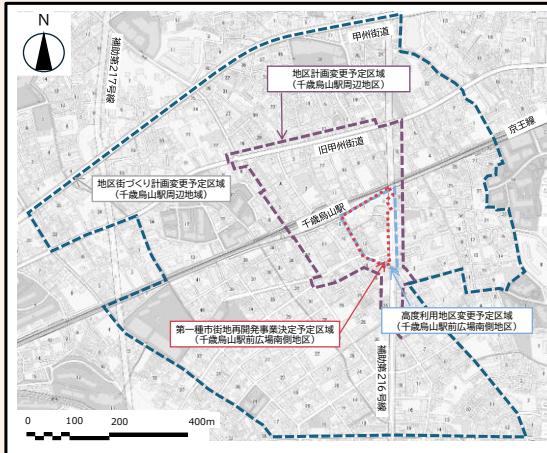 N
甲州街道
補助第217号線
地区計画変更予定区域
(千歳烏山駅周辺地区)
京王線
旧甲州街道
地区街づくり計画変更予定区域
(千歳烏山駅周辺地域)
千歳烏山駅
第一種市街地再開発事業決定予定区域
(千歳烏山駅前広場南側地区)
高度利用地区変更予定区域
(千歳烏山駅前広場南側地区)
補助第216号線
0 100 200 400m